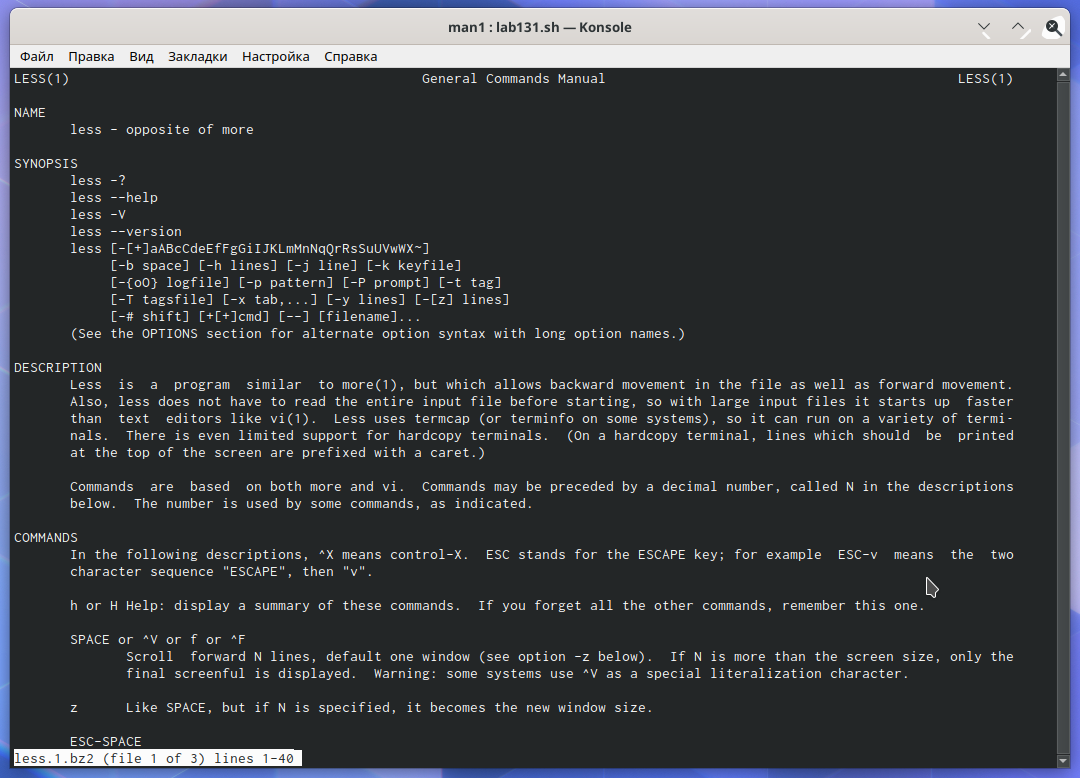 man1 : lab131.sh — Konsole
Файл Правка Вид Закладки Настройка Справка
LESS(1) General Commands Manual LESS(1)
NAME
less - opposite of more
SYNOPSIS
less -?
less --help
less -V
less --version
less [-[+]aABcCdeEfFgGiIJKLmMnNqQrRsSuUVwWX~]
[-b space] [-h lines] [-j line] [-k keyfile]
[-{oO} logfile] [-p pattern] [-P prompt] [-t tag]
[-T tagsfile] [-x tab,...] [-y lines] [-[z] lines]
[-# shift] [+[+]cmd] [--] [filename]...
(See the OPTIONS section for alternate option syntax with long option names.)
DESCRIPTION
Less is a program similar to more(1), but which allows backward movement in the file as well as forward movement.
Also, less does not have to read the entire input file before starting, so with large input files it starts up faster
than text editors like vi(1). Less uses termcap (or terminfo on some systems), so it can run on a variety of termi-
nals. There is even limited support for hardcopy terminals. (On a hardcopy terminal, lines which should be printed
at the top of the screen are prefixed with a caret.)
Commands are based on both more and vi. Commands may be preceded by a decimal number, called N in the descriptions
below. The number is used by some commands, as indicated.
COMMANDS
In the following descriptions, ^X means control-X. ESC stands for the ESCAPE key; for example ESC-v means the two
character sequence "ESCAPE", then "v".
h or H Help: display a summary of these commands. If you forget all the other commands, remember this one.
SPACE or ^V or f or ^F
Scroll forward N lines, default one window (see option -z below). If N is more than the screen size, only the
final screenful is displayed. Warning: some systems use ^V as a special literalization character.
z Like SPACE, but if N is specified, it becomes the new window size.
ESC-SPACE
less.1.bz2 (file 1 of 3) lines 1-40